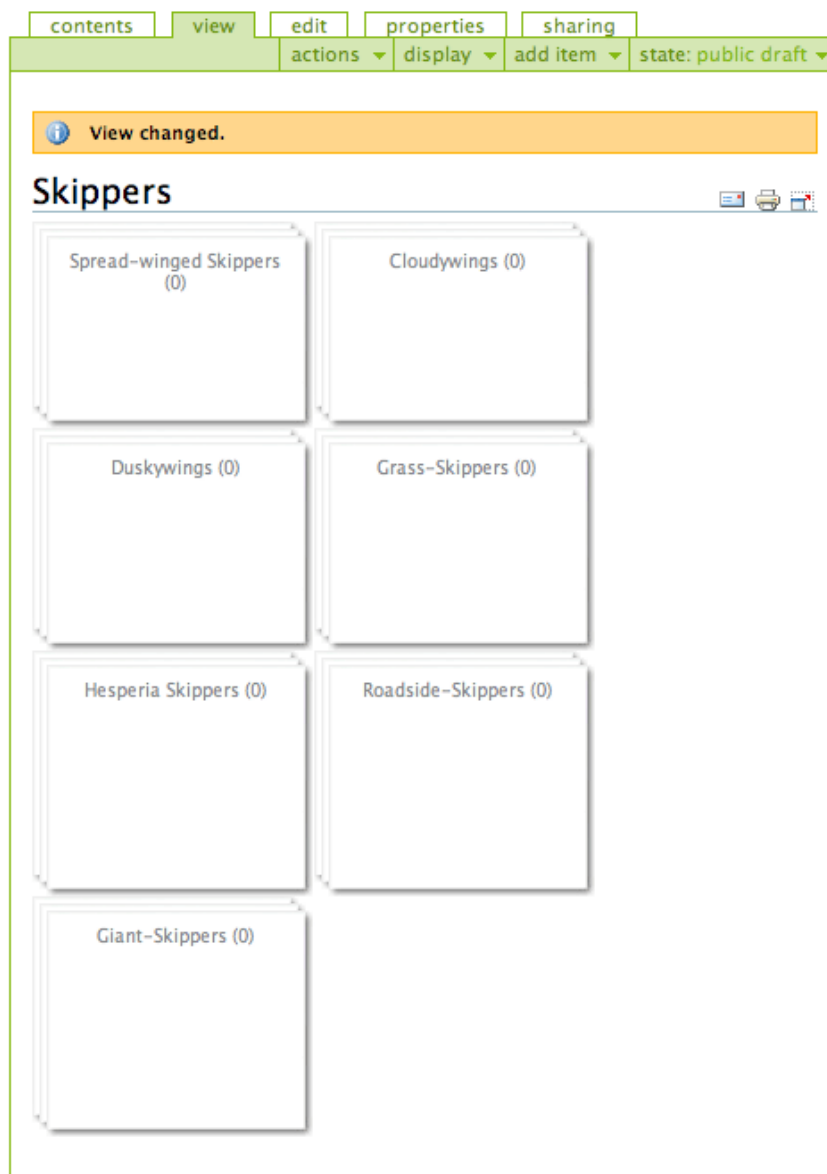 contents view edit properties sharing
actions display add item state: public draft
View changed.
Skippers
Spread-winged Skippers
(0)
Cloudywings (0)
Duskywings (0)
Grass-Skippers (0)
Hesperia Skippers (0)
Roadside-Skippers (0)
Giant-Skippers (0)